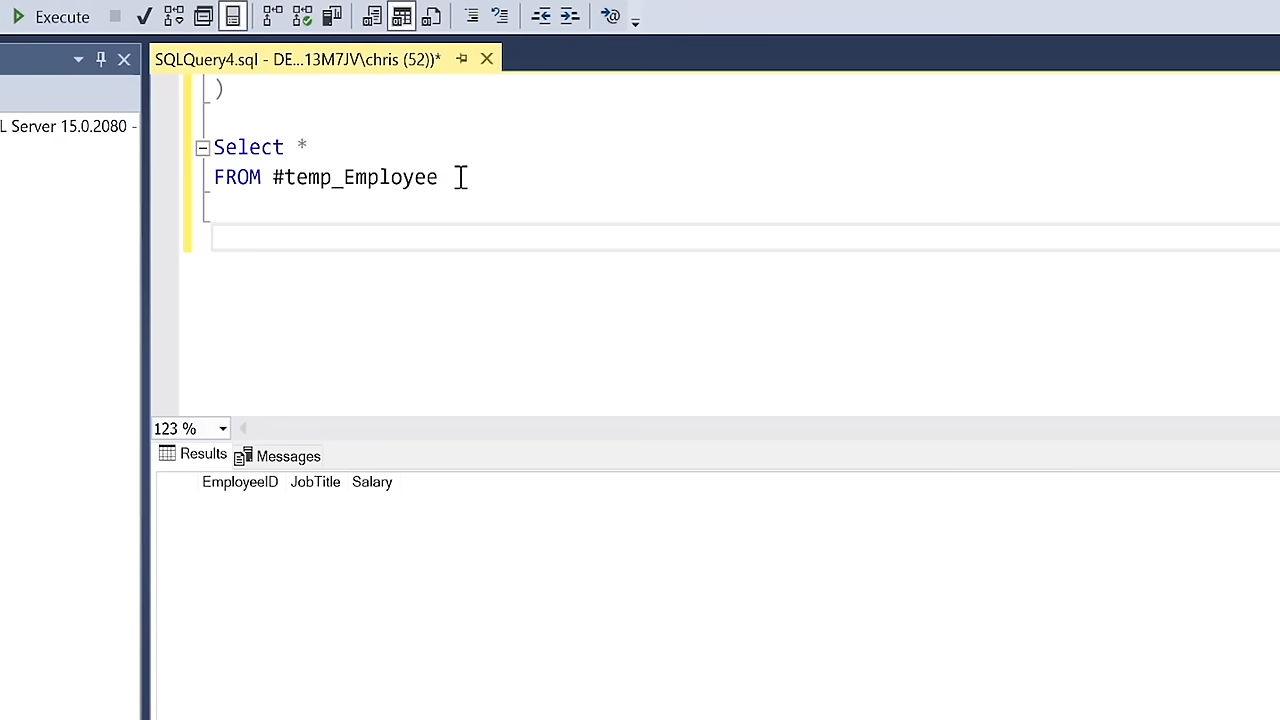 Execute
SQLQuery4.sql - DE...13M7JV\chris (52))*
L Server 15.0.2080 -
)
Select *
FROM #temp_Employee
123 %
Results
Messages
EmployeeID JobTitle Salary